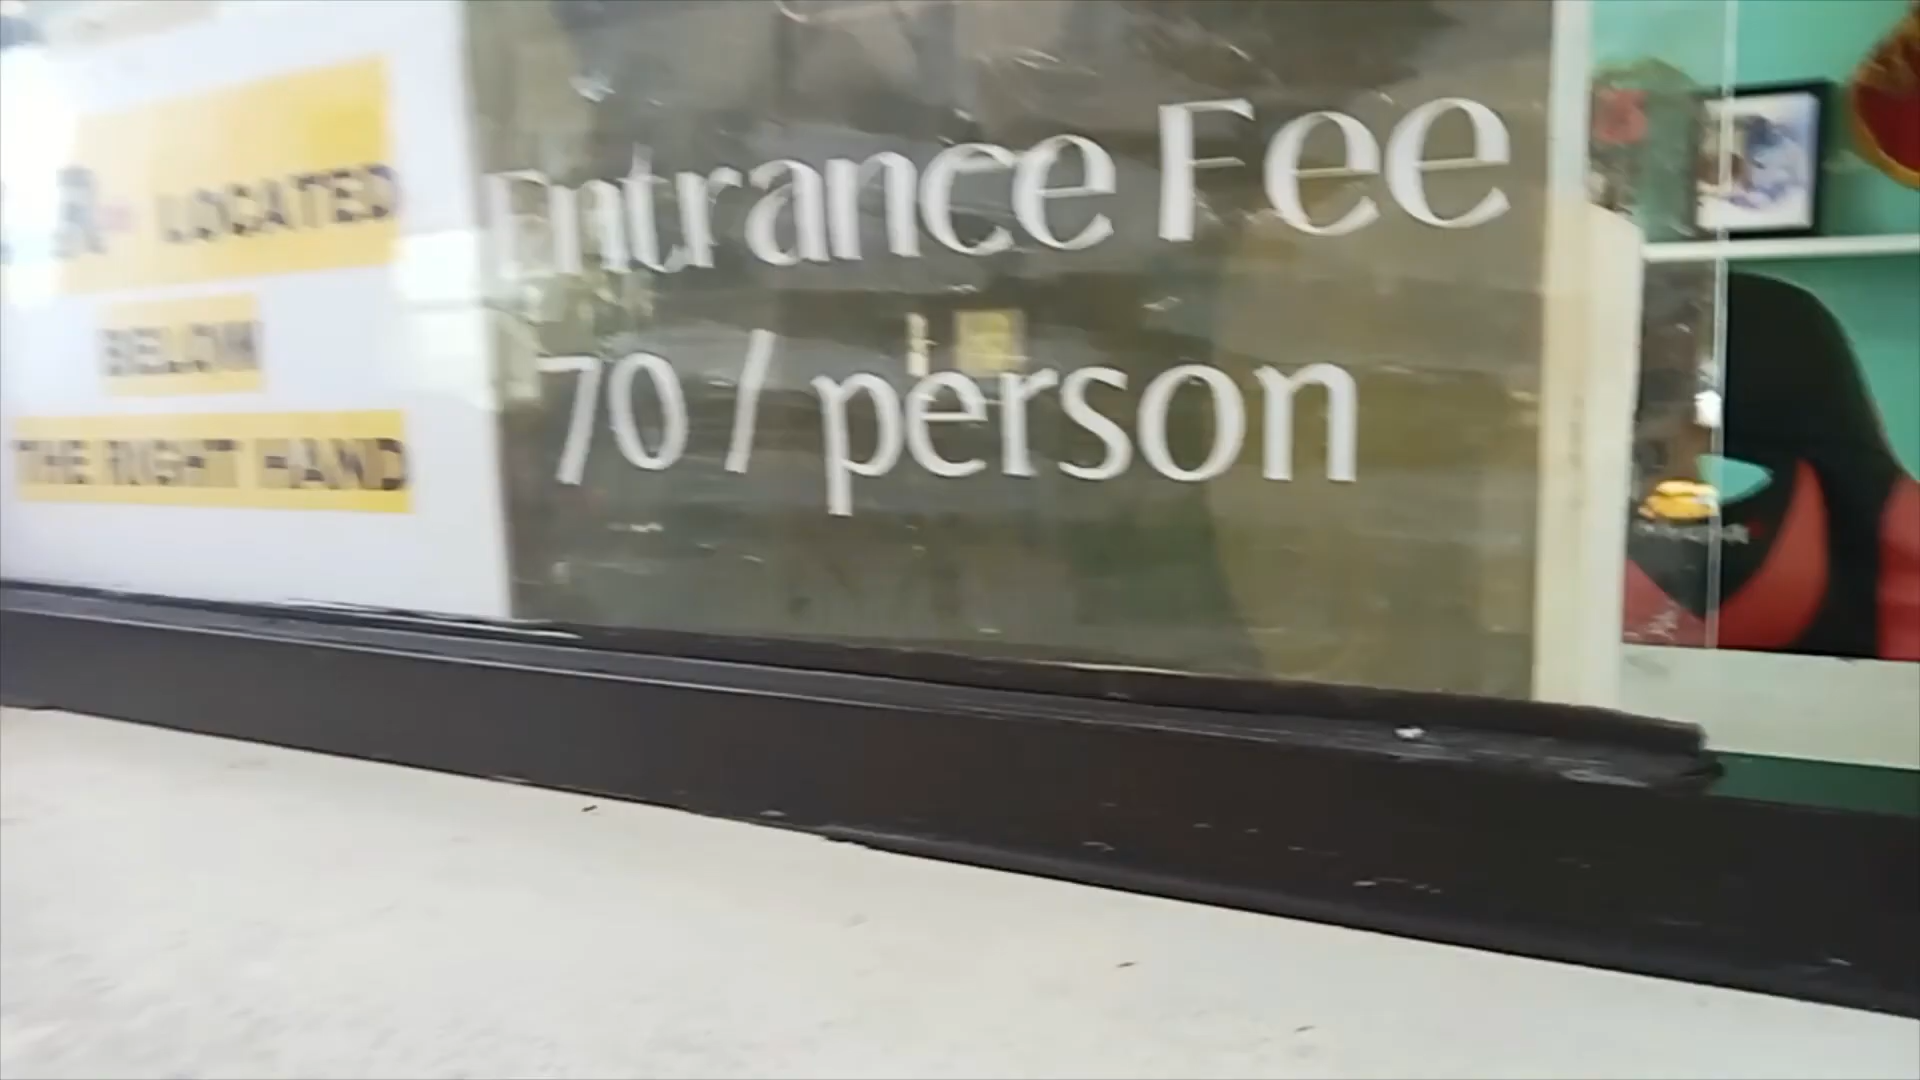 LOCATED
BELOW
THE RIGHT HAND
Entrance Fee
70 / person